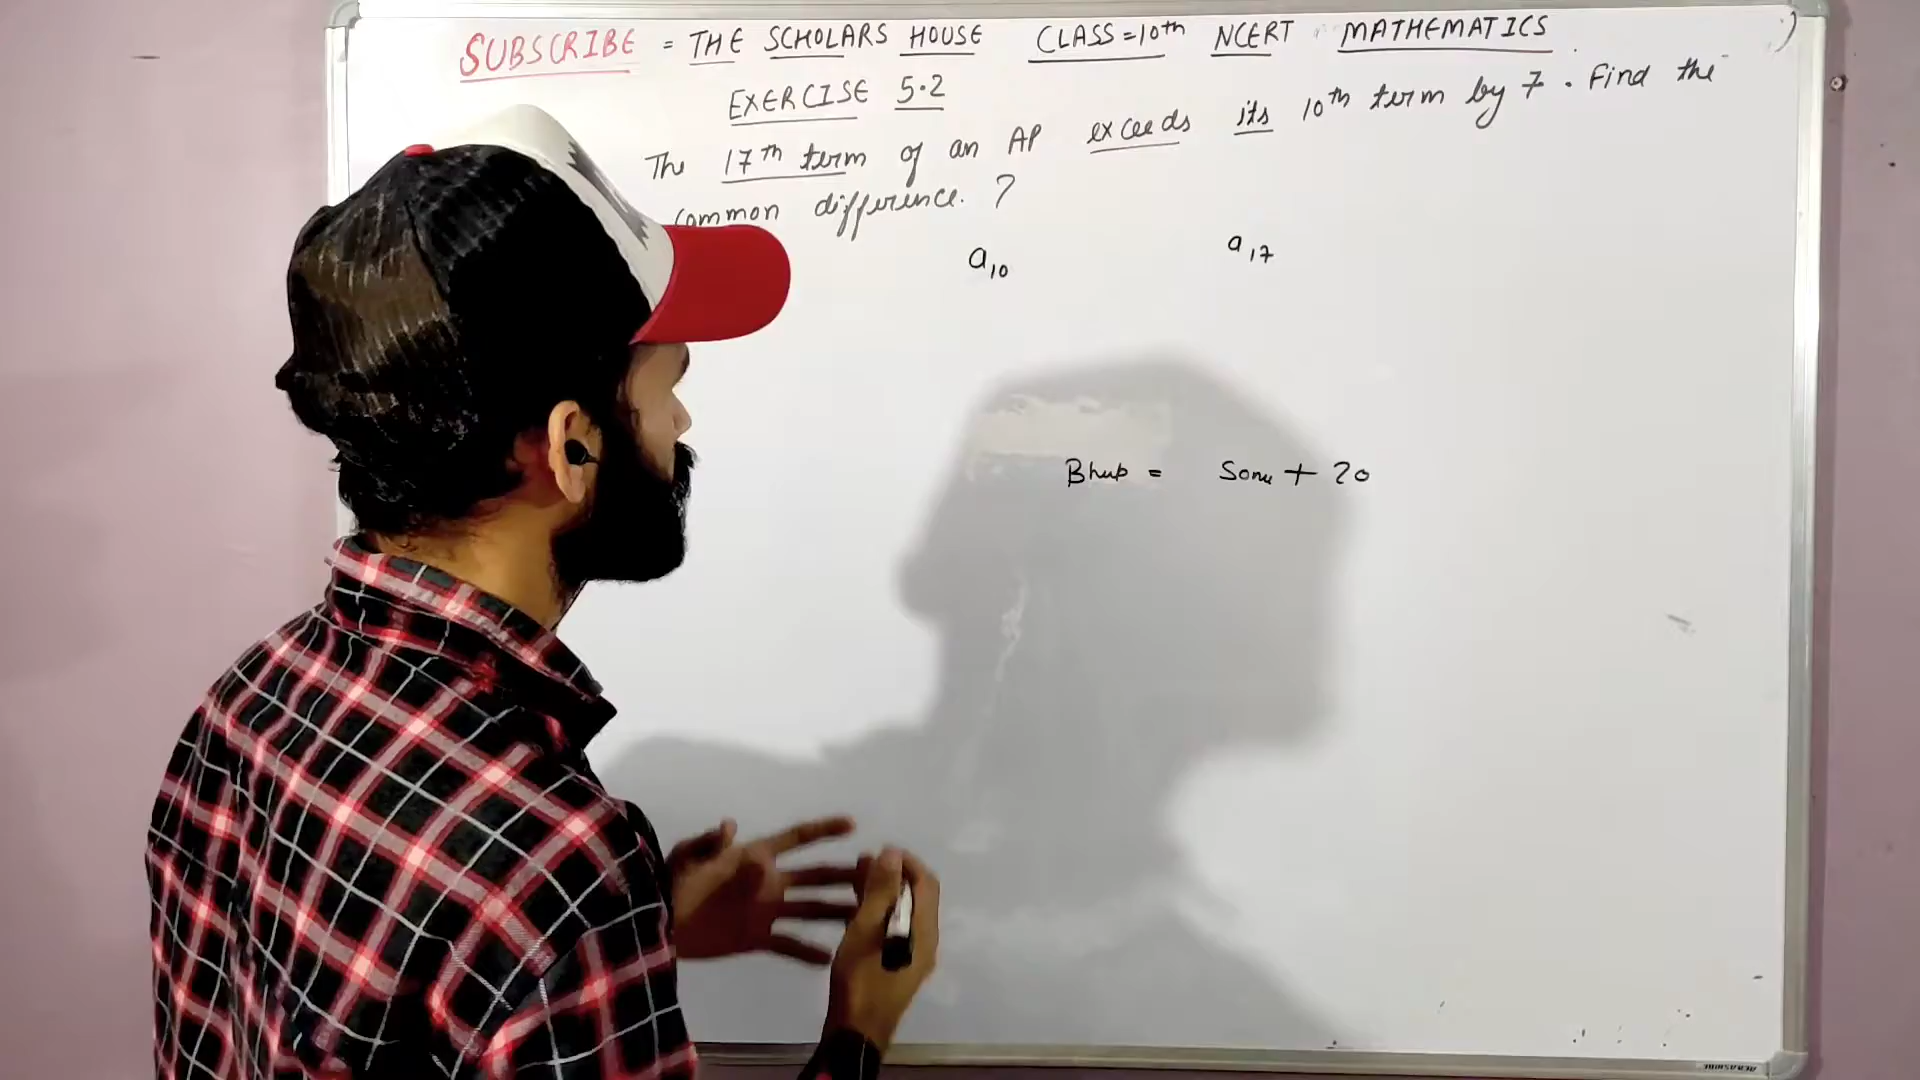 SUBSCRIBE = THE SCHOLARS HOUSE CLASS=10th NCERT MATHEMATICS
EXERCISE 5.2
The 17th term of an AP exceeds its 10th term by 7. Find the
common difference. ?
a10 a17
Bhup = Sonu + 20